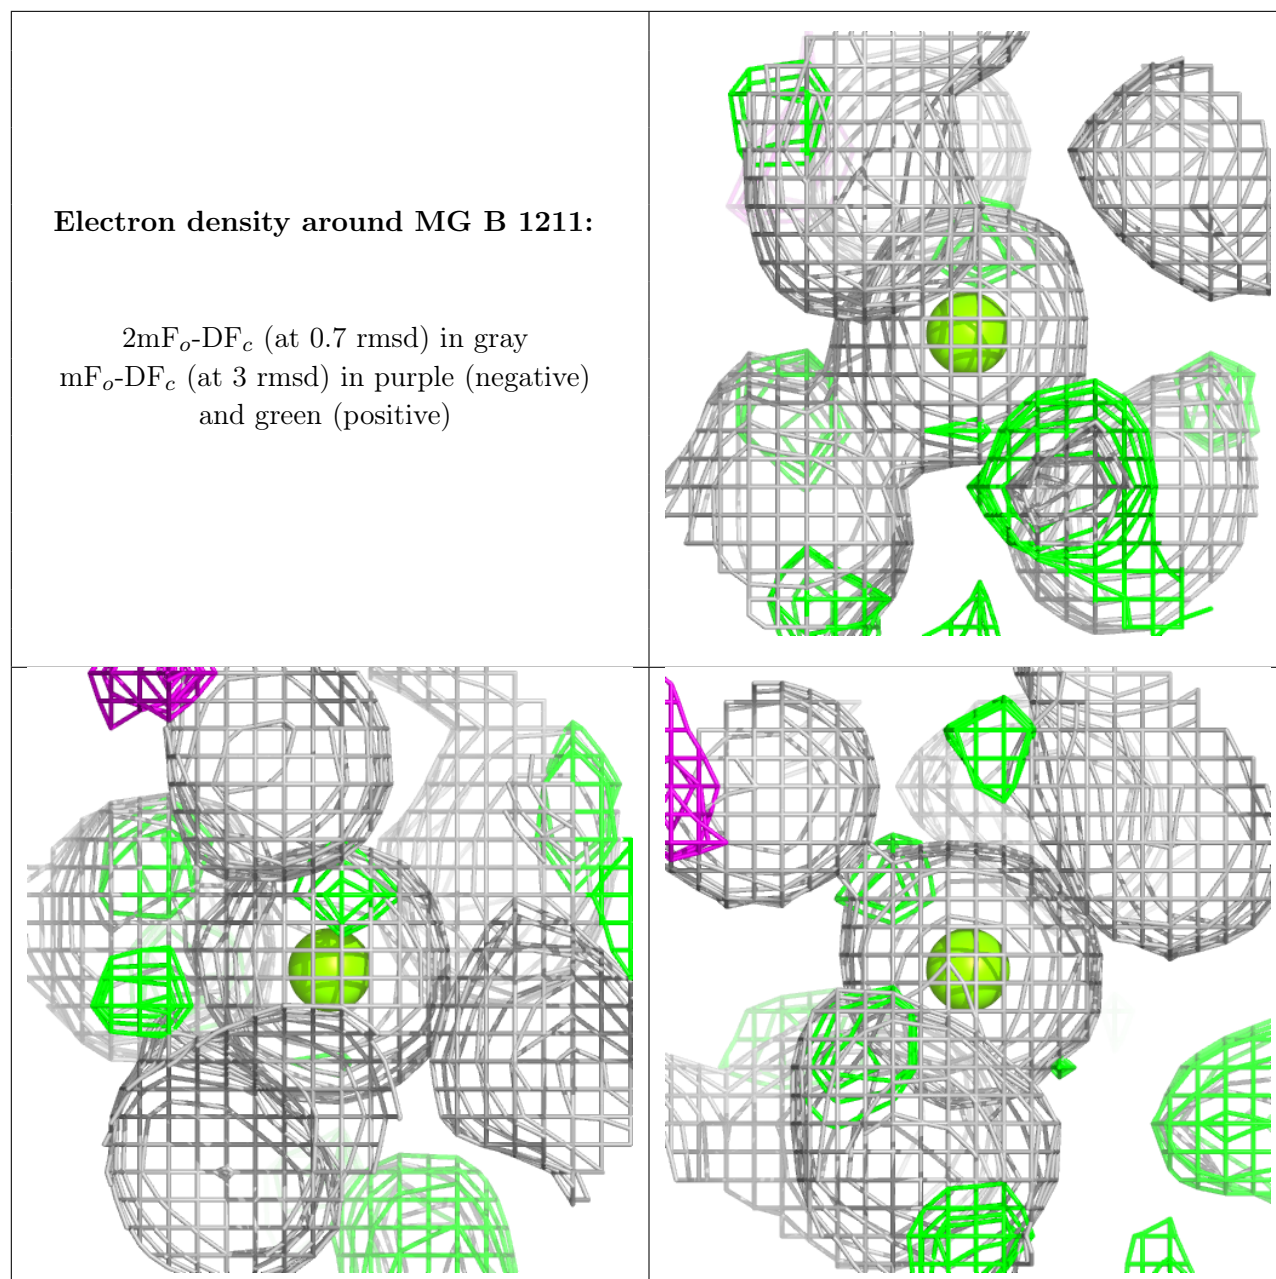 Electron density around MG B 1211:
2mFo-DFc (at 0.7 rmsd) in gray
mFo-DFc (at 3 rmsd) in purple (negative)
and green (positive)